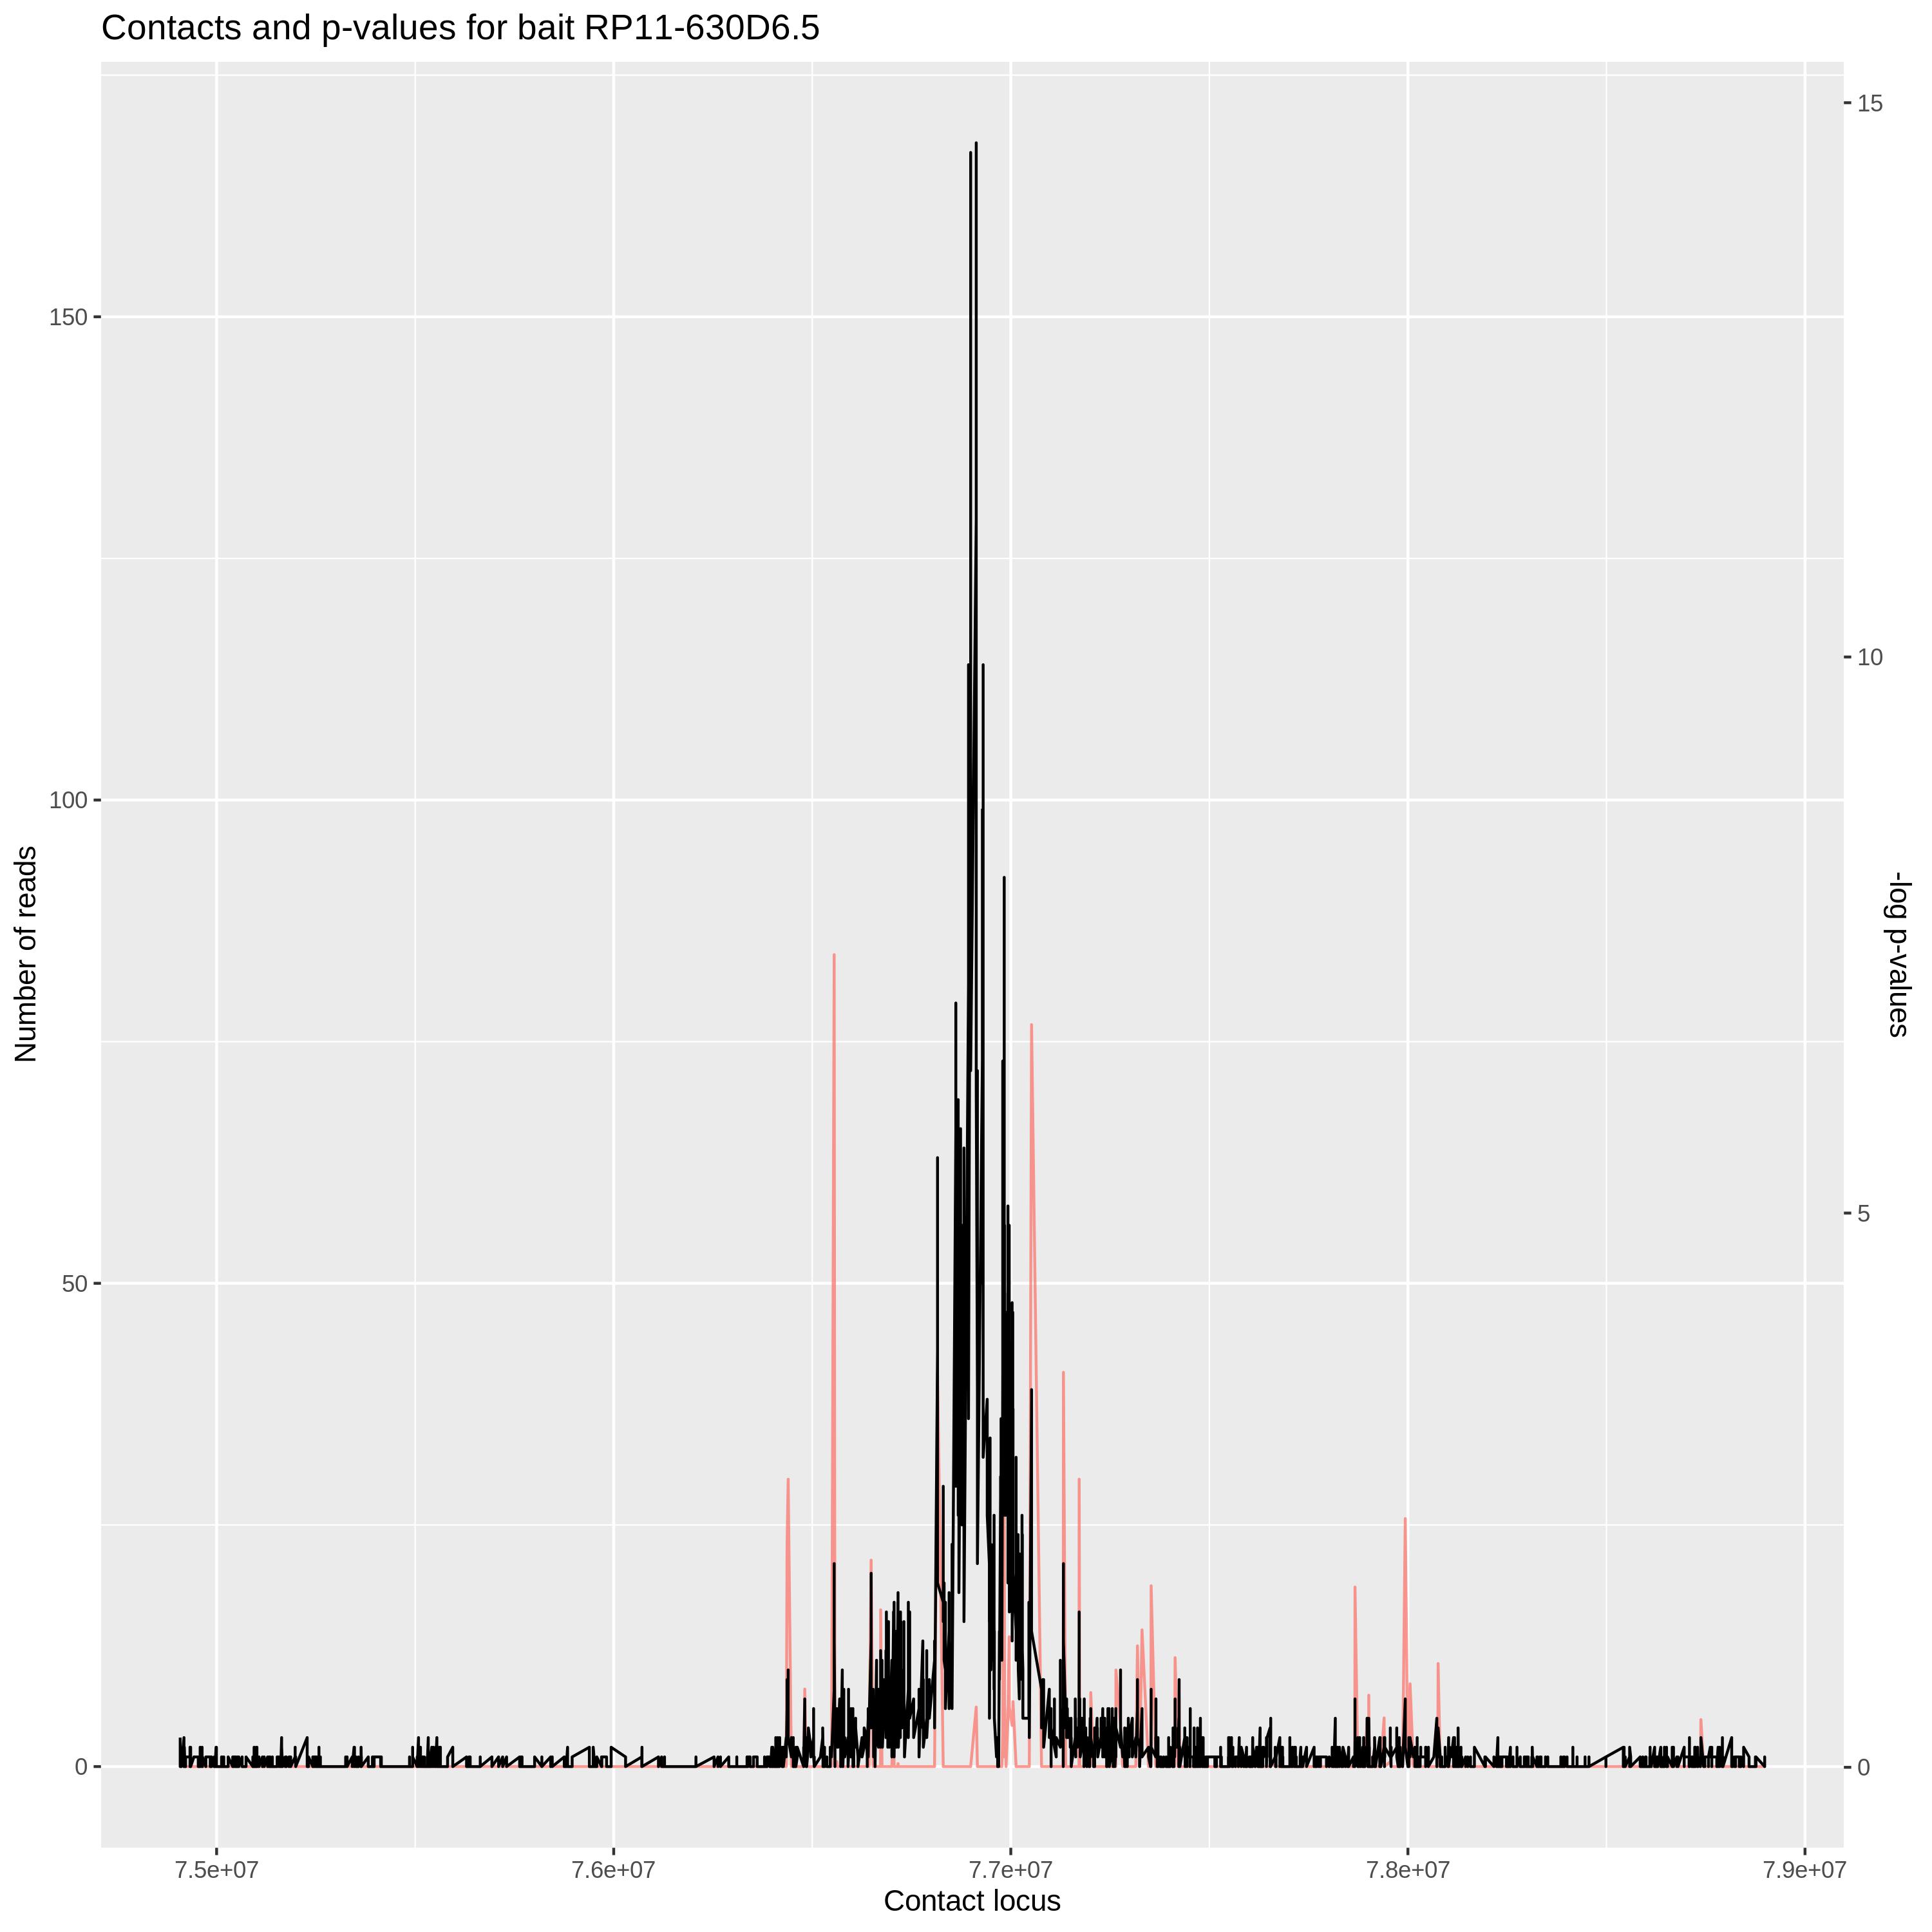 Contacts and p-values for bait RP11-630D6.5
15
150
10
100
Number of reads
-log p-values
5
50
0
0
7.5e+07
7.6e+07
7.7e+07
7.8e+07
7.9e+07
Contact locus